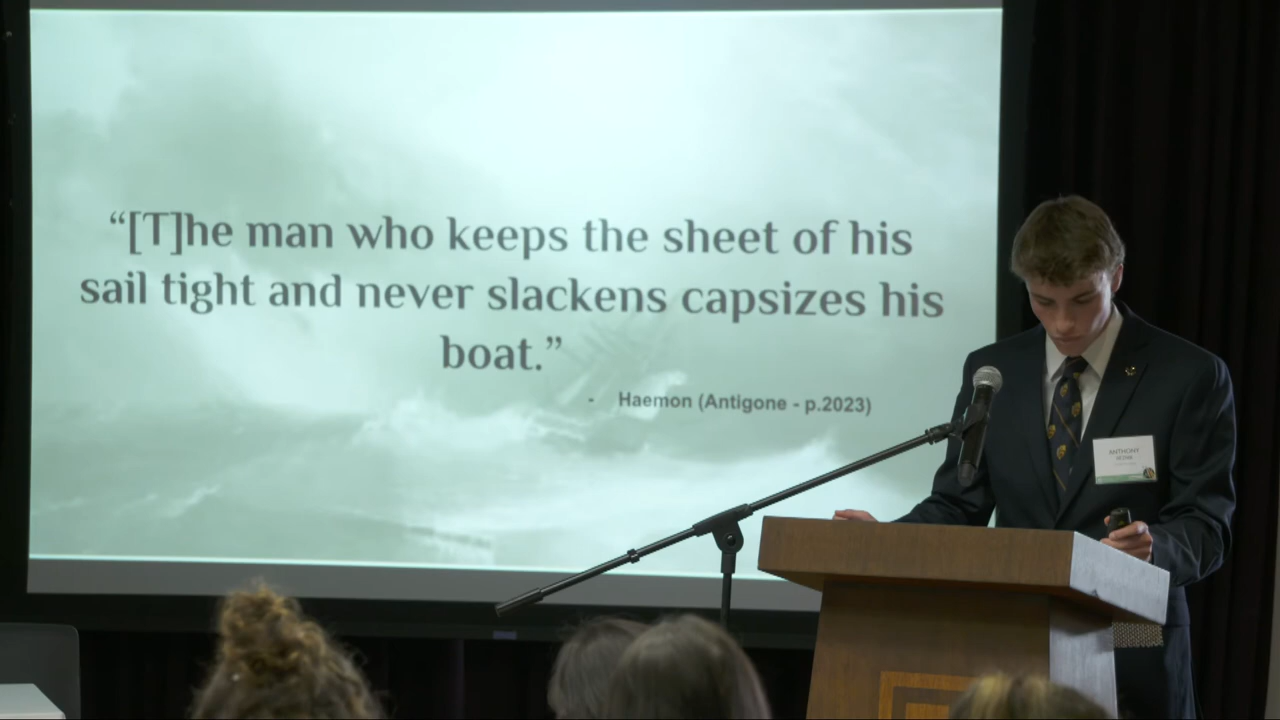 “[T]he man who keeps the sheet of his
sail tight and never slackens capsizes his
boat.”
- Haemon (Antigone - p.2023)
ANTHONY